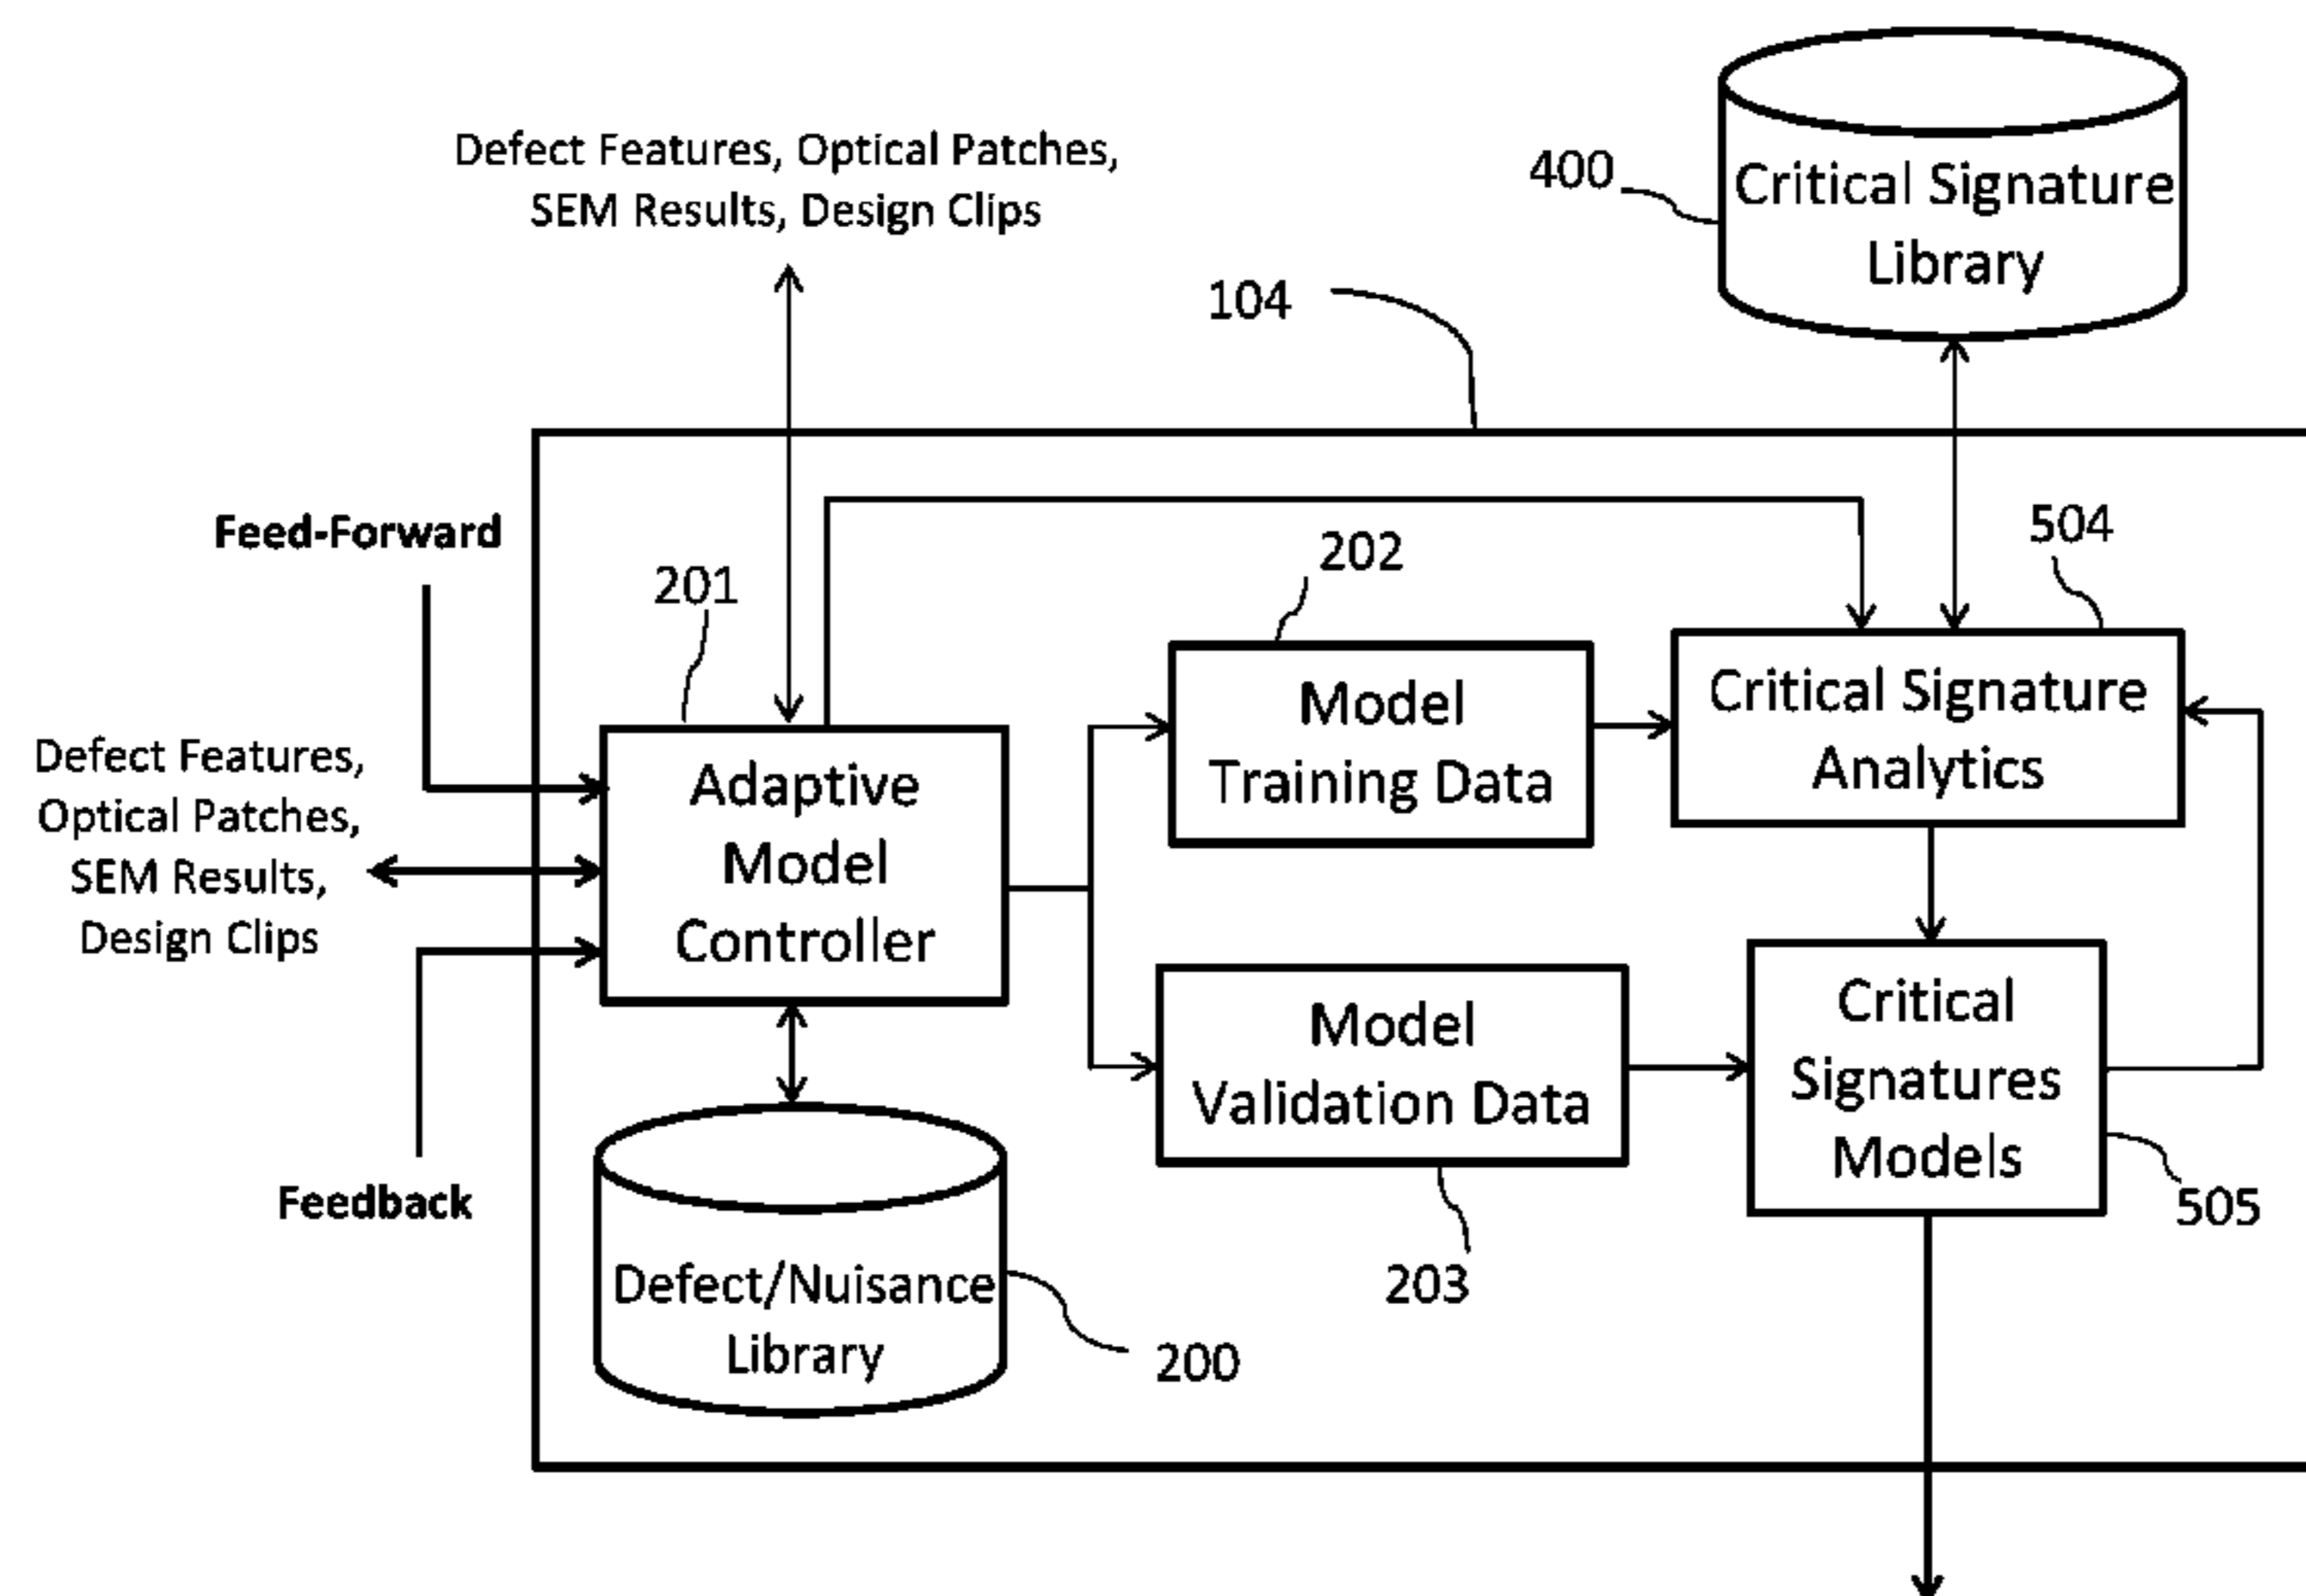 Defect Features, Optical Patches,
SEM Results, Design Clips
400
Critical Signature
Library
104
Feed-Forward
201
202
504
Model
Training Data
Critical Signature
Analytics
Defect Features,
Optical Patches,
SEM Results,
Design Clips
Adaptive
Model
Controller
Model
Validation Data
Critical
Signatures
Models
Feedback
505
203
Defect/Nuisance
Library
200